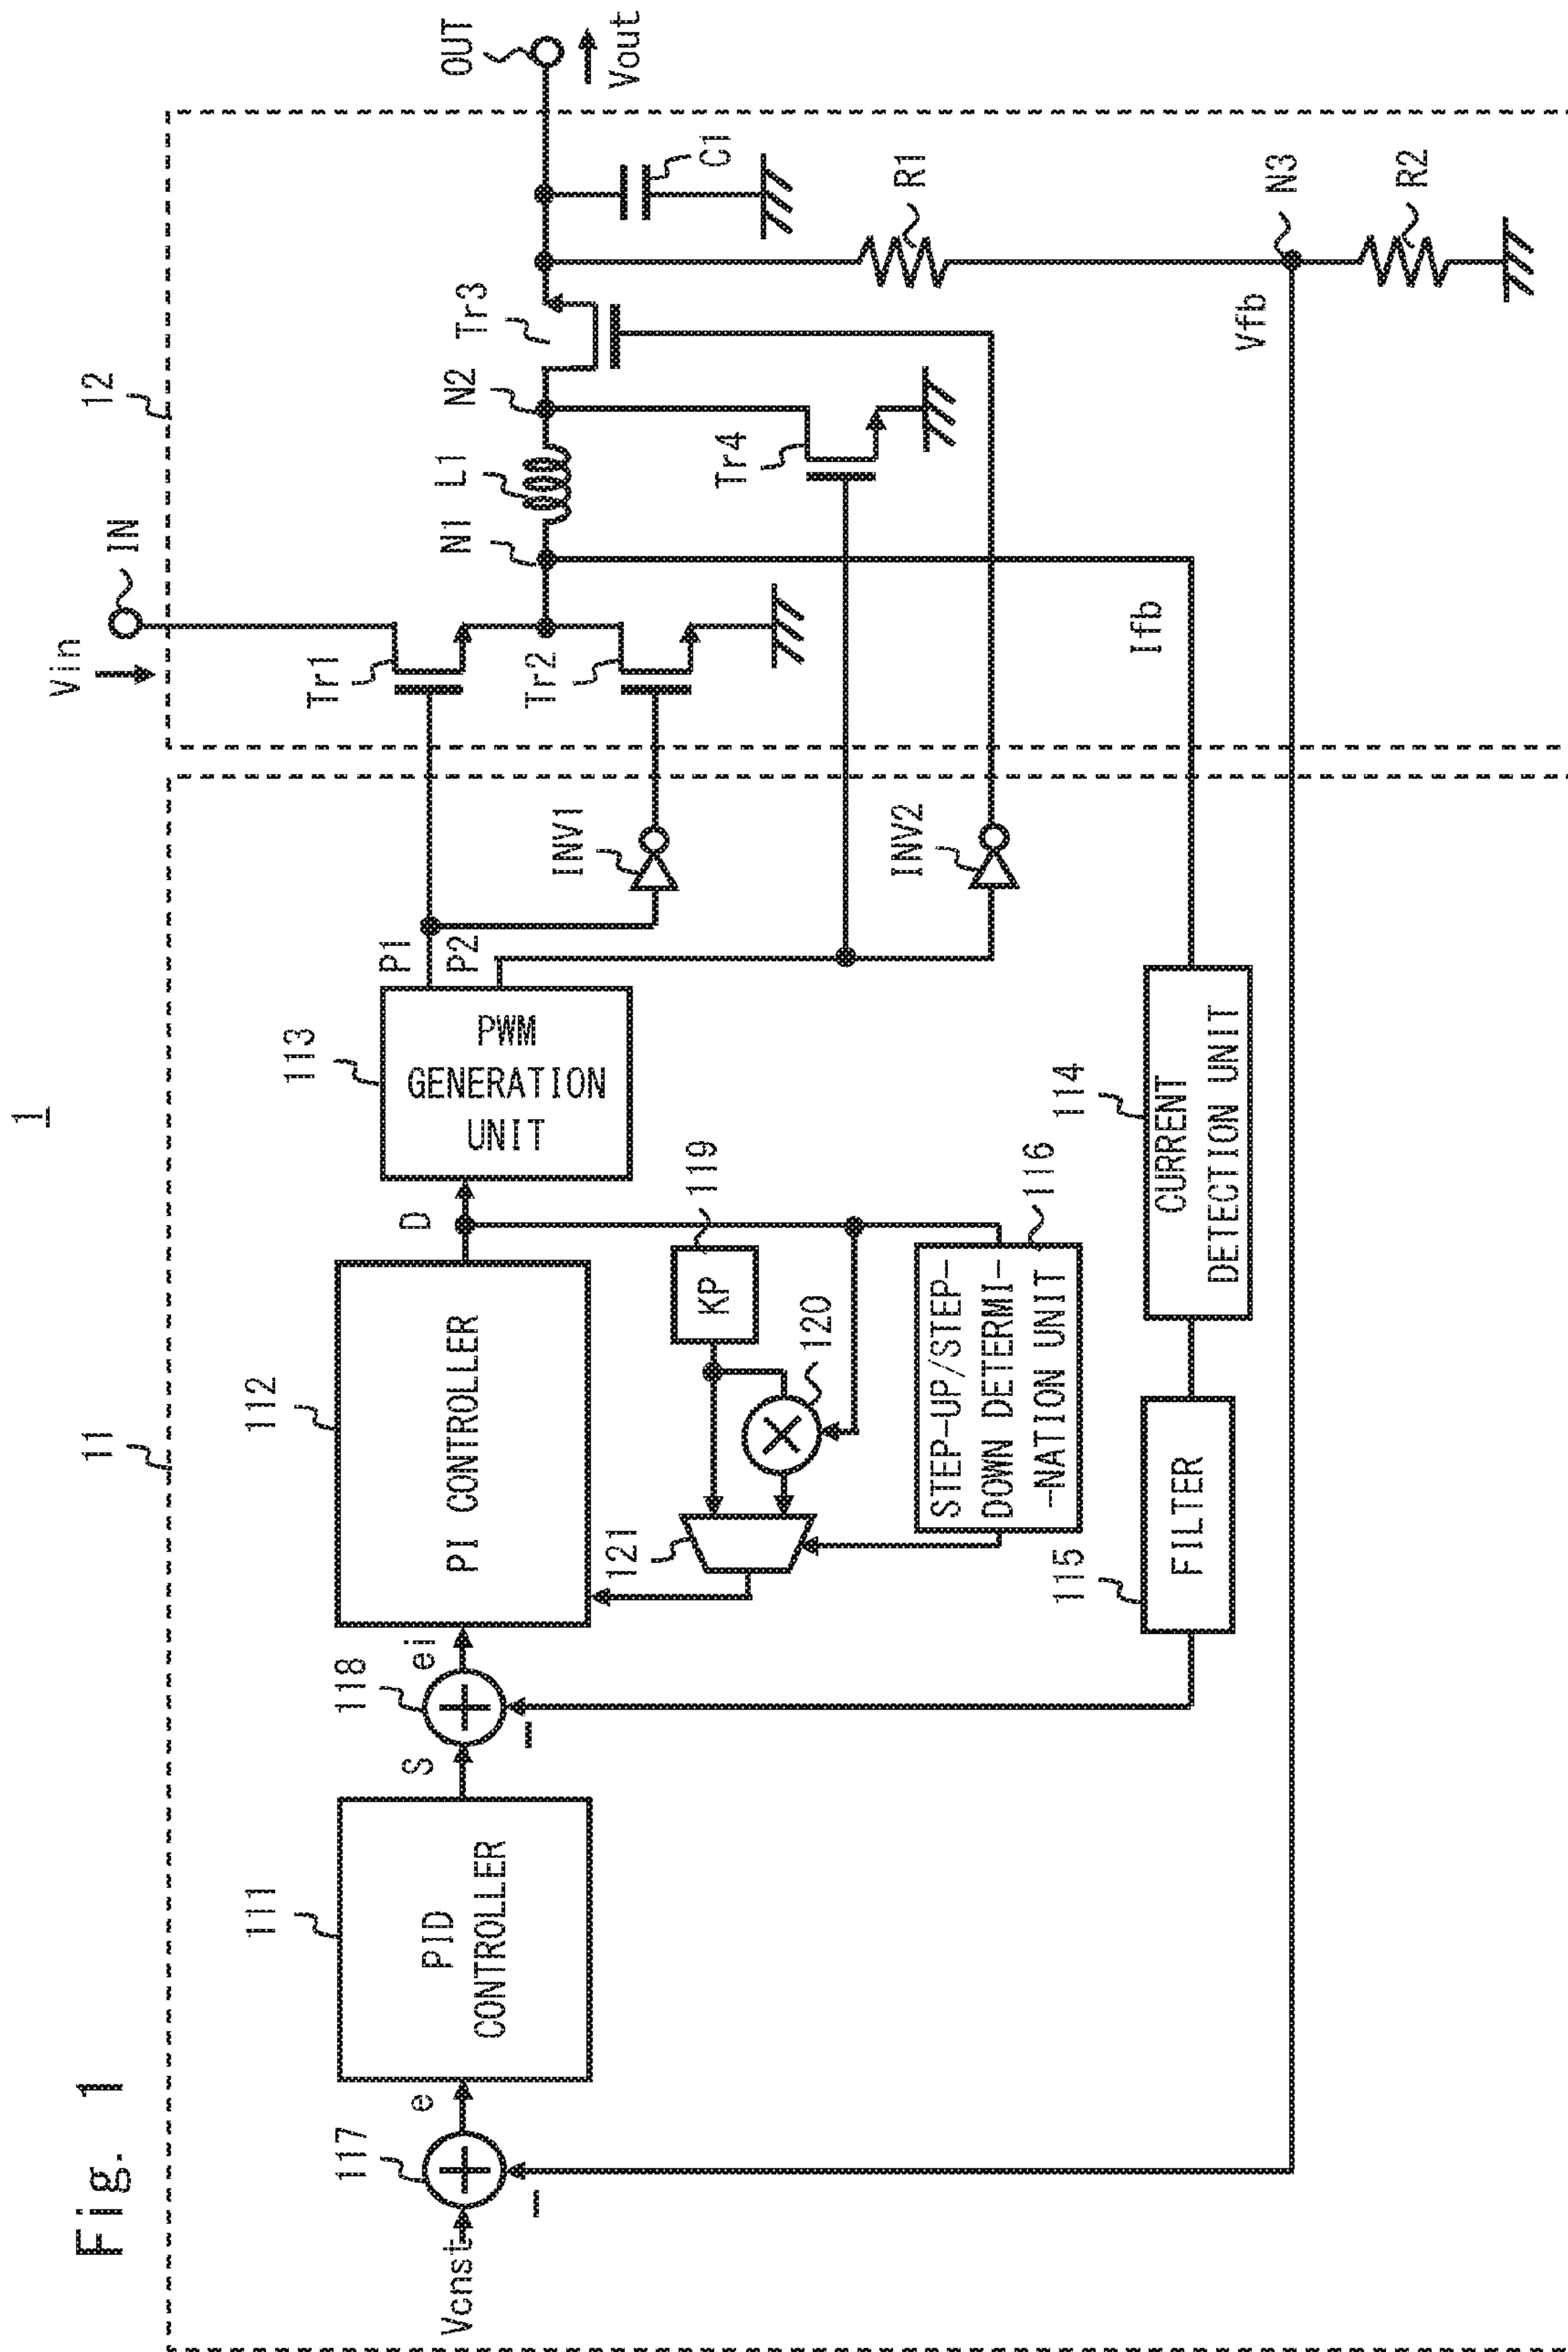 Fig. 1
1
11
12
Vin
IN
OUT
Vout
111
PID
CONTROLLER
112
PI CONTROLLER
113
PWM
GENERATION
UNIT
117
Vcnst
e
118
S
ei
D
P1
P2
119
KP
120
121
STEP-UP/STEP-
DOWN DETERMI-
-NATION UNIT
116
INV1
INV2
Tr1
Tr2
N1
L1
N2
Tr3
Tr4
C1
R1
N3
R2
Vfb
Ifb
114
CURRENT
DETECTION UNIT
115
FILTER